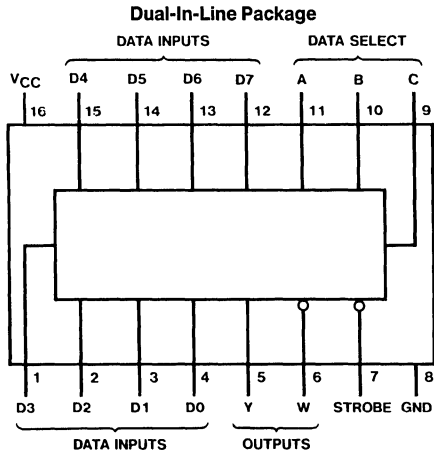 Dual-In-Line Package
DATA INPUTS DATA SELECT
VCC D4 D5 D6 D7 A B C
16 15 14 13 12 11 10 9
1 2 3 4 5 6 7 8
D3 D2 D1 D0 Y W STROBE GND
DATA INPUTS OUTPUTS